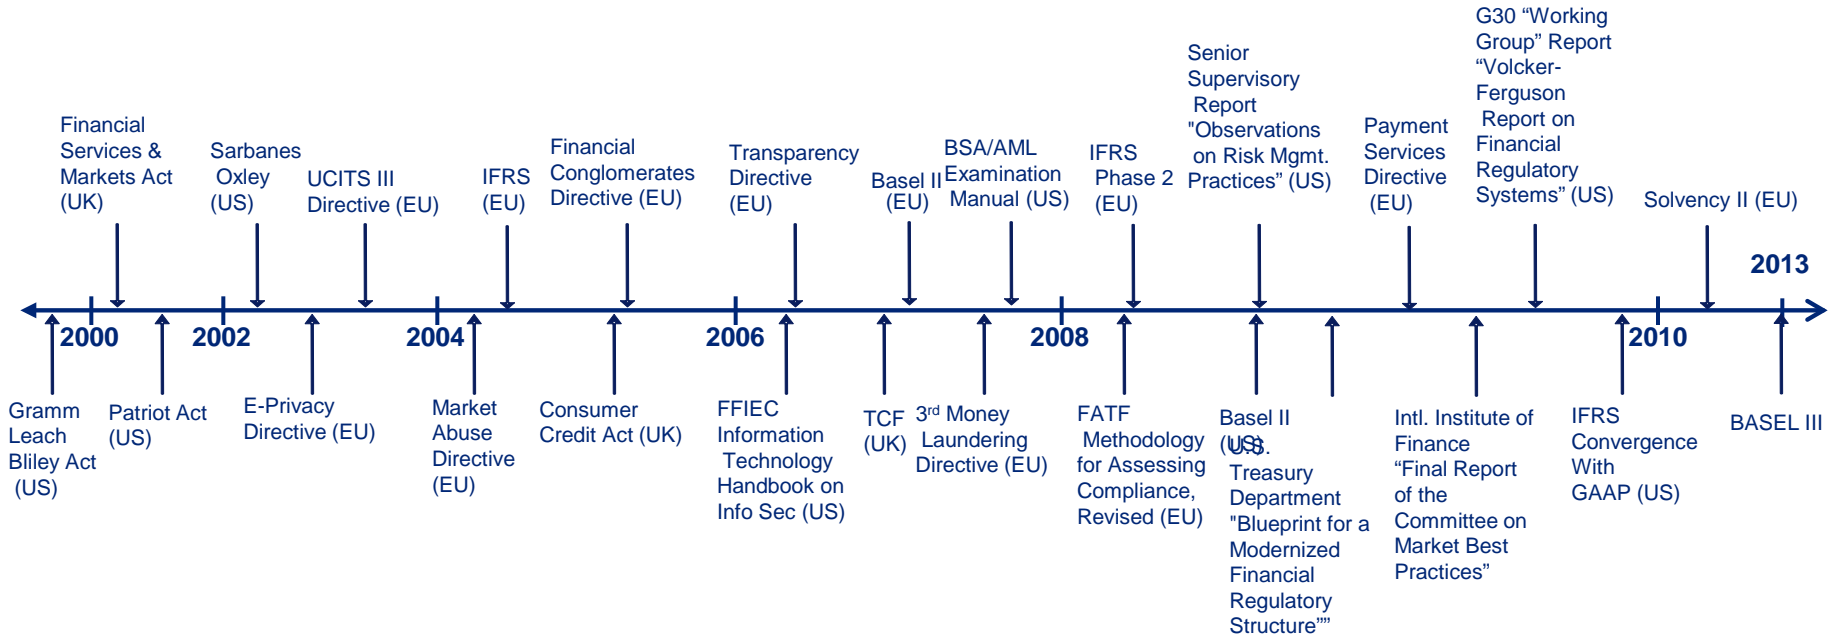 Financial
Services &
Markets Act
(UK)
Sarbanes
Oxley
(US)
UCITS III
Directive (EU)
IFRS
(EU)
Financial
Conglomerates
Directive (EU)
Transparency
Directive
(EU)
Basel II
(EU)
BSA/AML
Examination
Manual (US)
IFRS
Phase 2
(EU)
Senior
Supervisory
Report
"Observations
on Risk Mgmt.
Practices” (US)
Payment
Services
Directive
(EU)
G30 “Working
Group” Report
“Volcker-
Ferguson
Report on
Financial
Regulatory
Systems” (US)
Solvency II (EU)
2013
2000
2002
2004
2006
2008
2010
Gramm
Leach
Bliley Act
(US)
Patriot Act
(US)
E-Privacy
Directive (EU)
Market
Abuse
Directive
(EU)
Consumer
Credit Act (UK)
FFIEC
Information
Technology
Handbook on
Info Sec (US)
TCF
(UK)
3rd Money
Laundering
Directive (EU)
FATF
Methodology
for Assessing
Compliance,
Revised (EU)
Basel II
(US)
U.S.
Treasury
Department
"Blueprint for a
Modernized
Financial
Regulatory
Structure””
Intl. Institute of
Finance
“Final Report
of the
Committee on
Market Best
Practices”
IFRS
Convergence
With
GAAP (US)
BASEL III